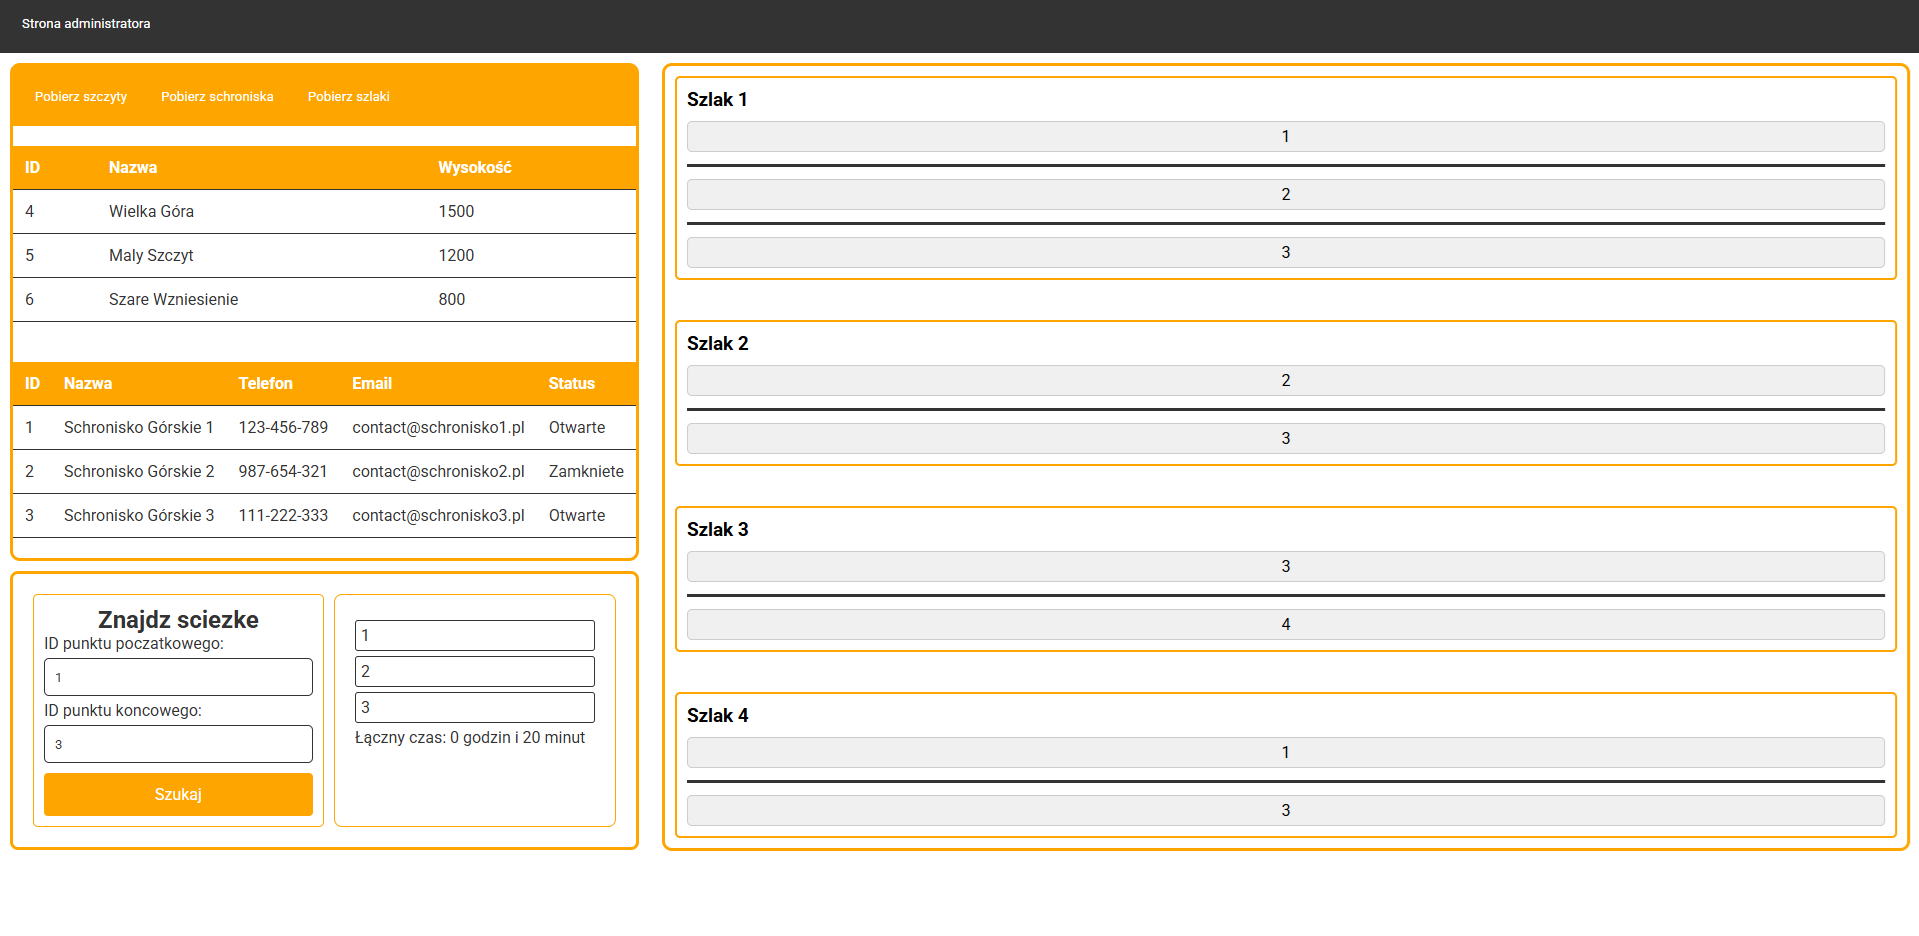 Strona administratora
Pobierz szczyty Pobierz schroniska Pobierz szlaki
ID Nazwa Wysokość
4 Wielka Góra 1500
5 Maly Szczyt 1200
6 Szare Wzniesienie 800
ID Nazwa Telefon Email Status
1 Schronisko Górskie 1 123-456-789 contact@schronisko1.pl Otwarte
2 Schronisko Górskie 2 987-654-321 contact@schronisko2.pl Zamkniete
3 Schronisko Górskie 3 111-222-333 contact@schronisko3.pl Otwarte
Znajdz sciezke
ID punktu poczatkowego:
1
ID punktu koncowego:
3
Szukaj
1
2
3
Łączny czas: 0 godzin i 20 minut
Szlak 1
1
2
3
Szlak 2
2
3
Szlak 3
3
4
Szlak 4
1
3